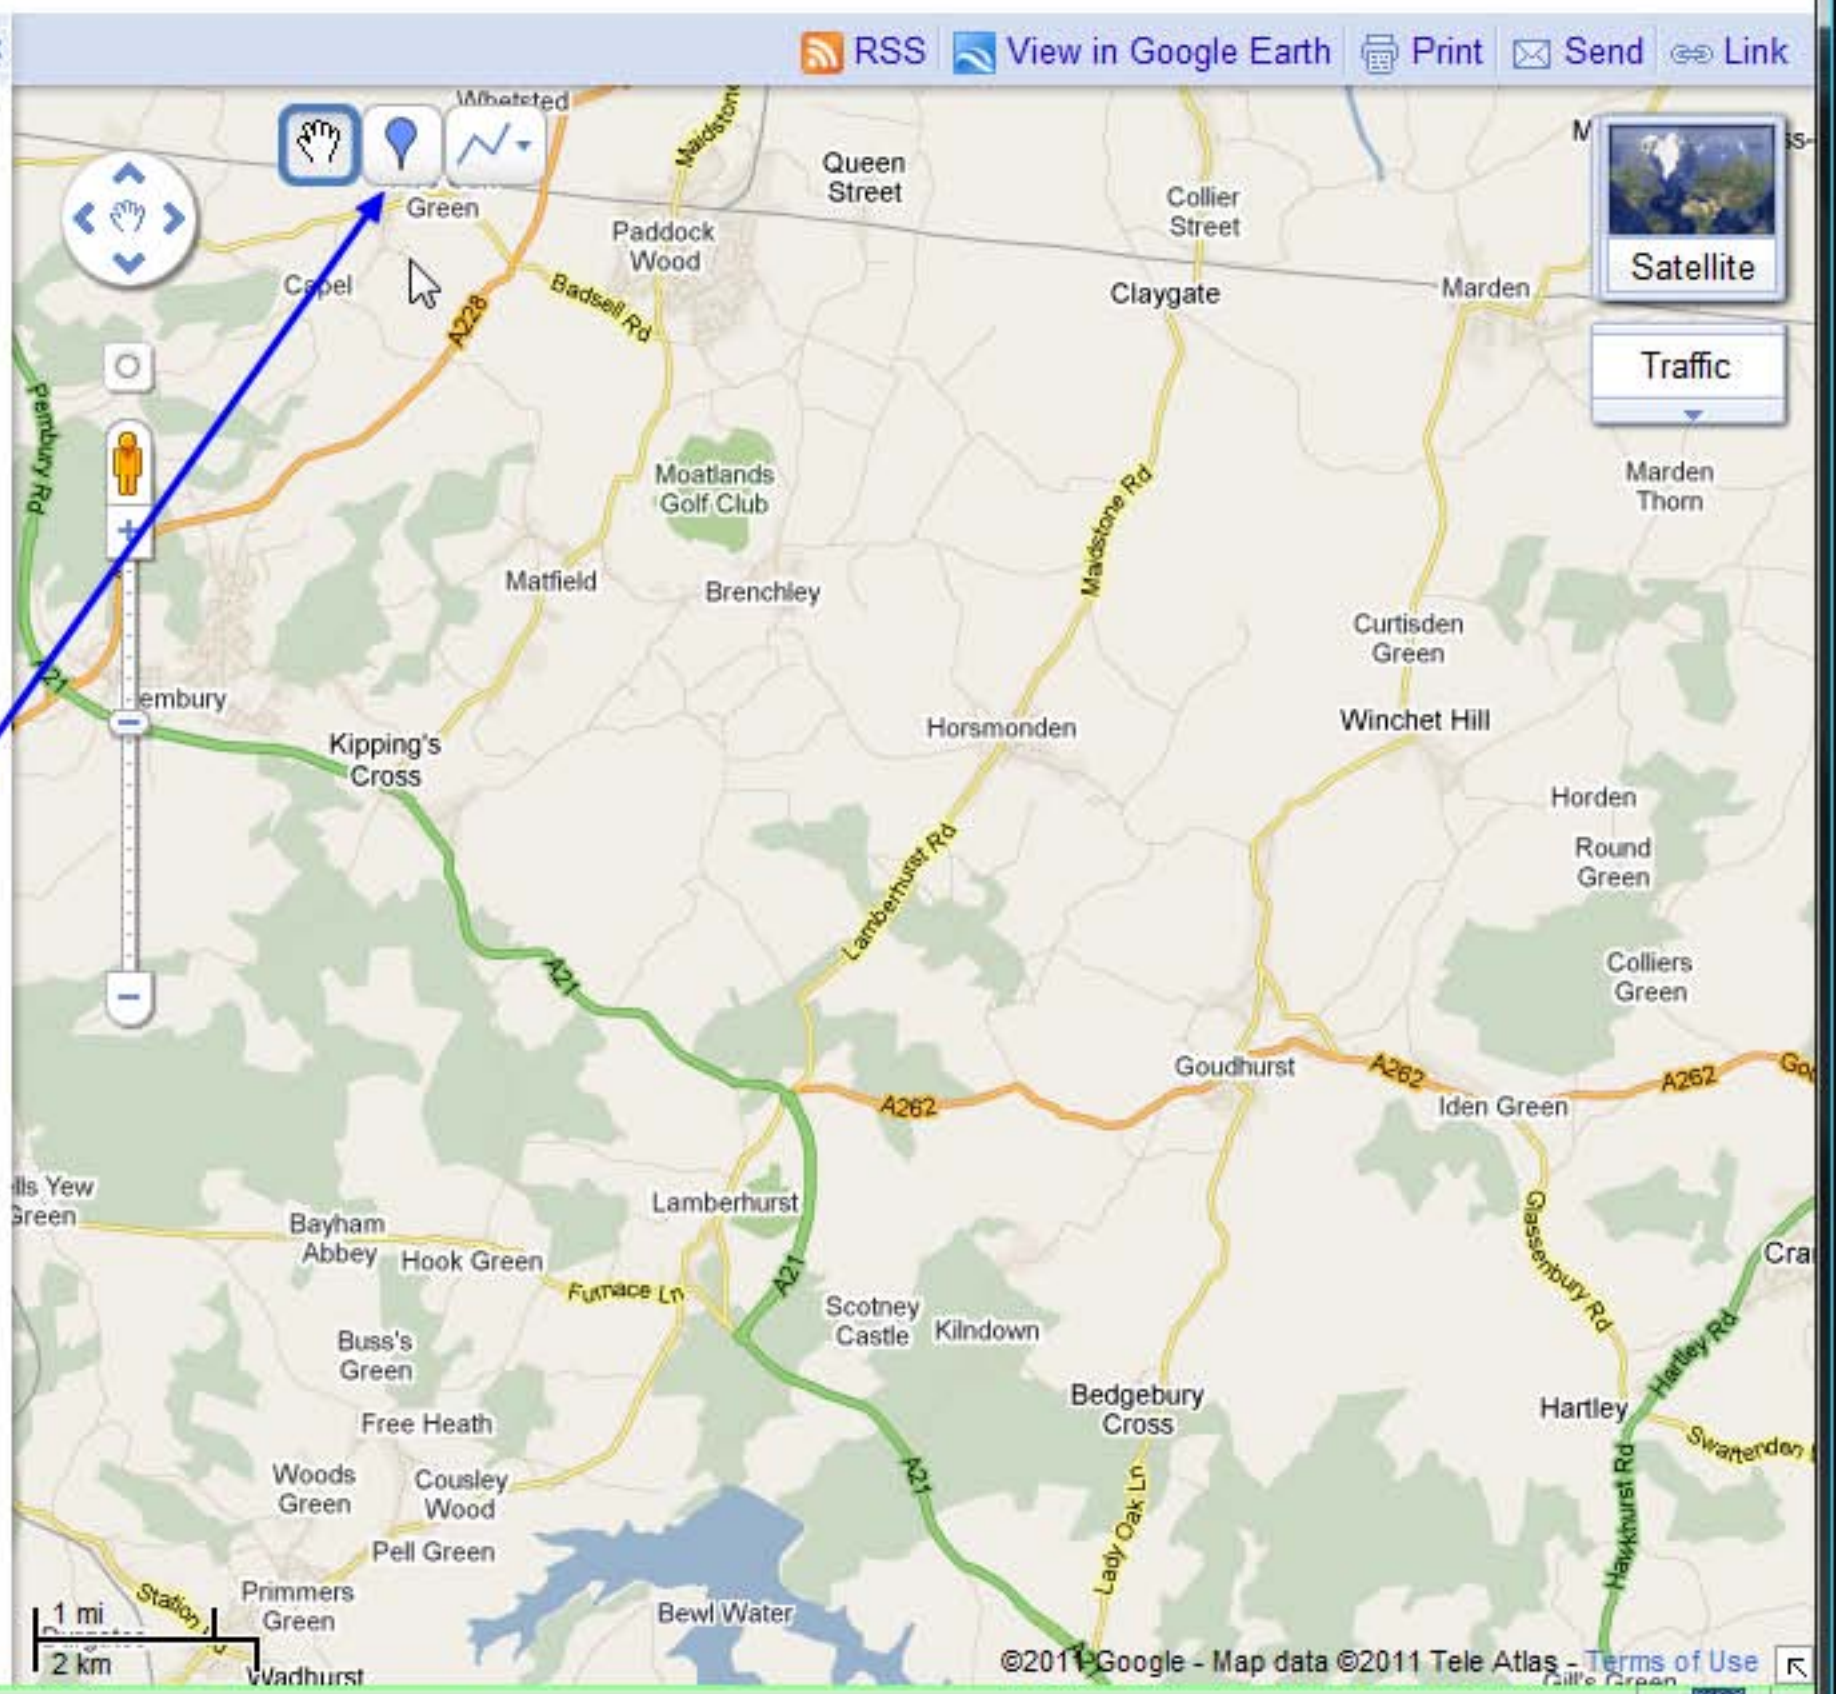 RSS View in Google Earth Print Send Link
Whetsted
Maidstone
Queen
Street
Collier
Street
Satellite
Green
Paddock
Wood
Capel
Badsell Rd
A228
Claygate
Marden
Traffic
Pembury Rd
Moatlands
Golf Club
Maidstone Rd
Marden
Thorn
Matfield
Brenchley
Curtisden
Green
A21
embury
Horsmonden
Winchet Hill
Kipping's
Cross
Horden
Lamberhurst Rd
Round
Green
A21
Colliers
Green
Goudhurst
A262
A262
A262
Iden Green
lls Yew
Green
Lamberhurst
Glassenbury Rd
Bayham
Abbey
Hook Green
A21
Furnace Ln
Scotney
Castle
Kilndown
Cra
Hartley Rd
Buss's
Green
Bedgebury
Cross
Hartley
Free Heath
Swattenden
Woods
Green
Cousley
Wood
A21
Lady Oak Ln
Hawkhurst Rd
Pell Green
Station
Primmers
Green
Bewl Water
1 mi
2 km
Wadhurst
©2011 Google - Map data ©2011 Tele Atlas - Terms of Use
Gill's Green